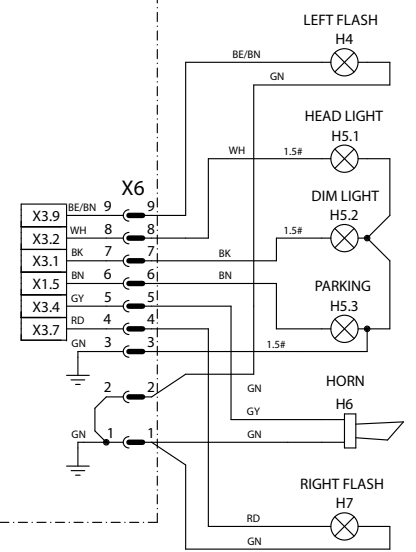 LEFT FLASH
H4
BE/BN
GN
HEAD LIGHT
H5.1
WH 1.5#
X6
DIM LIGHT
H5.2
X3.9 BE/BN 9 9
X3.2 WH 8 8
1.5#
X3.1 BK 7 7 BK
X1.5 BN 6 6 BN
PARKING
H5.3
X3.4 GY 5 5
X3.7 RD 4 4
GN 3 3 1.5#
HORN
2 2 GN
H6
GY
GN 1 1 GN
RIGHT FLASH
H7
RD
GN